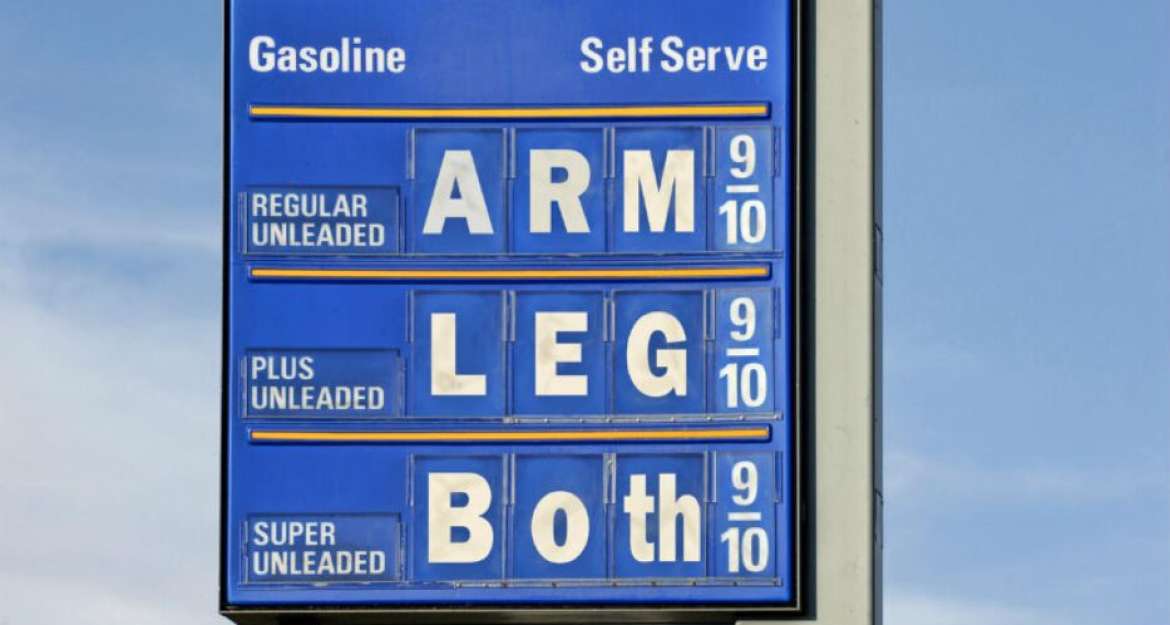 Gasoline Self Serve
REGULAR
UNLEADED
ARM 9/10
PLUS
UNLEADED
LEG 9/10
SUPER
UNLEADED
Both 9/10